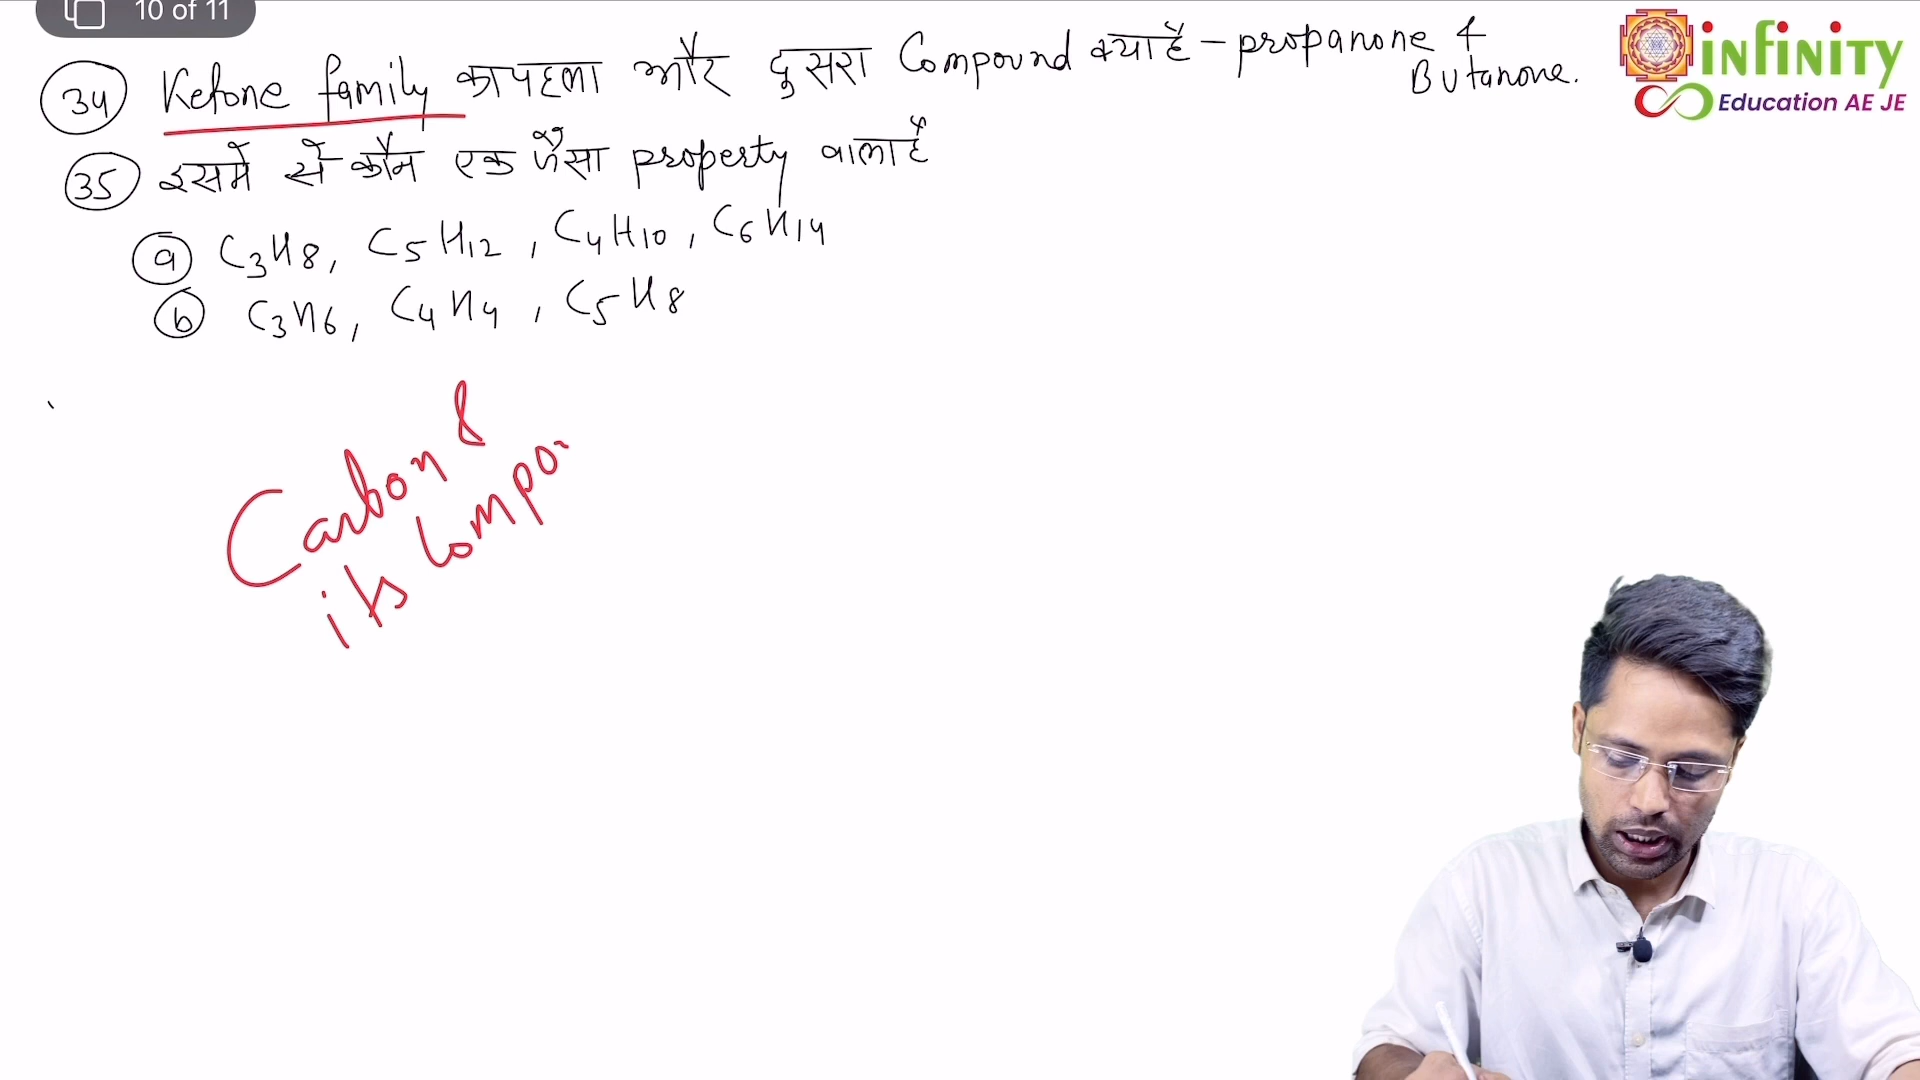 10 of 11
34 Ketone family का पहला और दुसरा Compound क्या है - propanone &
Butanone.
35 इसमें से कौन एक जैसा property वाला है
a C3H8, C5H12, C4H10, C6H14
b C3H6, C4H4, C5H8
Carbon &
its Compo
infinity
Education AE JE